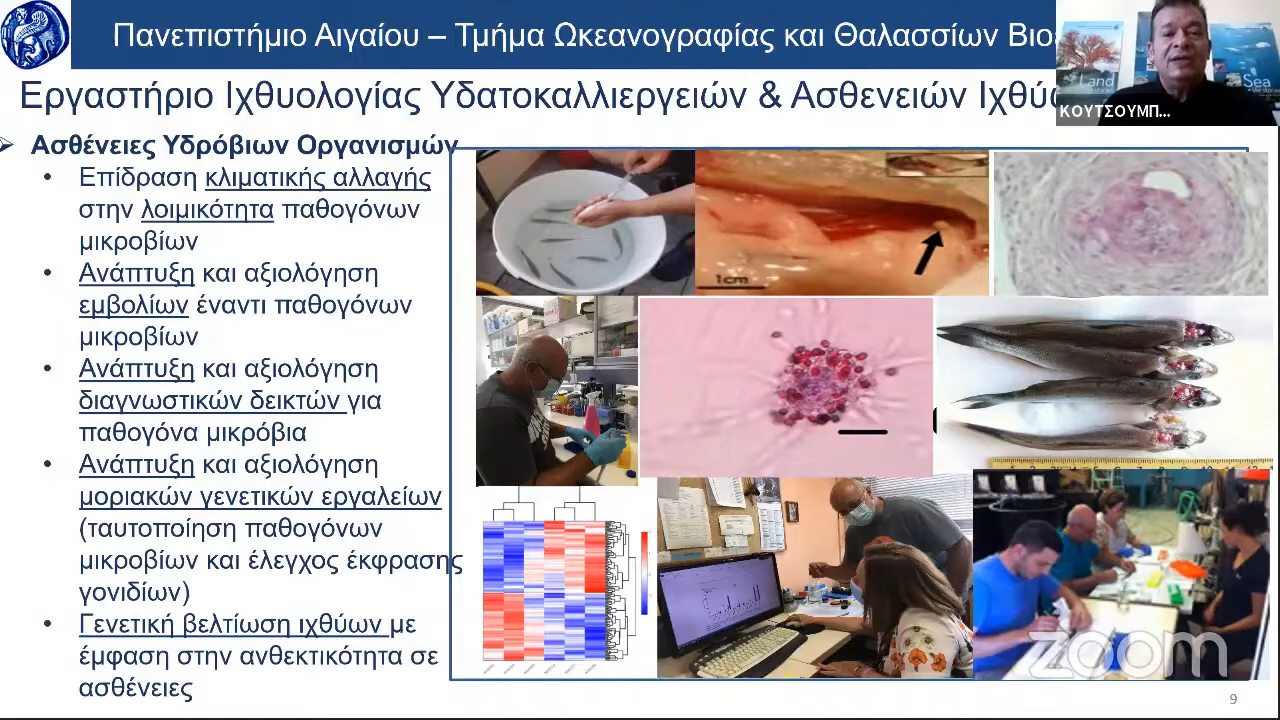 Πανεπιστήμιο Αιγαίου – Τμήμα Ωκεανογραφίας και Θαλασσίων
Εργαστήριο Ιχθυολογίας Υδατοκαλλιεργειών & Ασθενειών
Land
Sea
ΚΟΥΤΣΟΥΜΠ...
➢ Ασθένειες Υδρόβιων Οργανισμών
• Επίδραση κλιματικής αλλαγής
στην λοιμικότητα παθογόνων
μικροβίων
• Ανάπτυξη και αξιολόγηση
εμβολίων έναντι παθογόνων
μικροβίων
• Ανάπτυξη και αξιολόγηση
διαγνωστικών δεικτών για
παθογόνα μικρόβια
• Ανάπτυξη και αξιολόγηση
μοριακών γενετικών εργαλείων
(ταυτοποίηση παθογόνων
μικροβίων και έλεγχος έκφρασης
γονιδίων)
• Γενετική βελτίωση ιχθύων με
έμφαση στην ανθεκτικότητα σε
ασθένειες
1cm
zoom
9